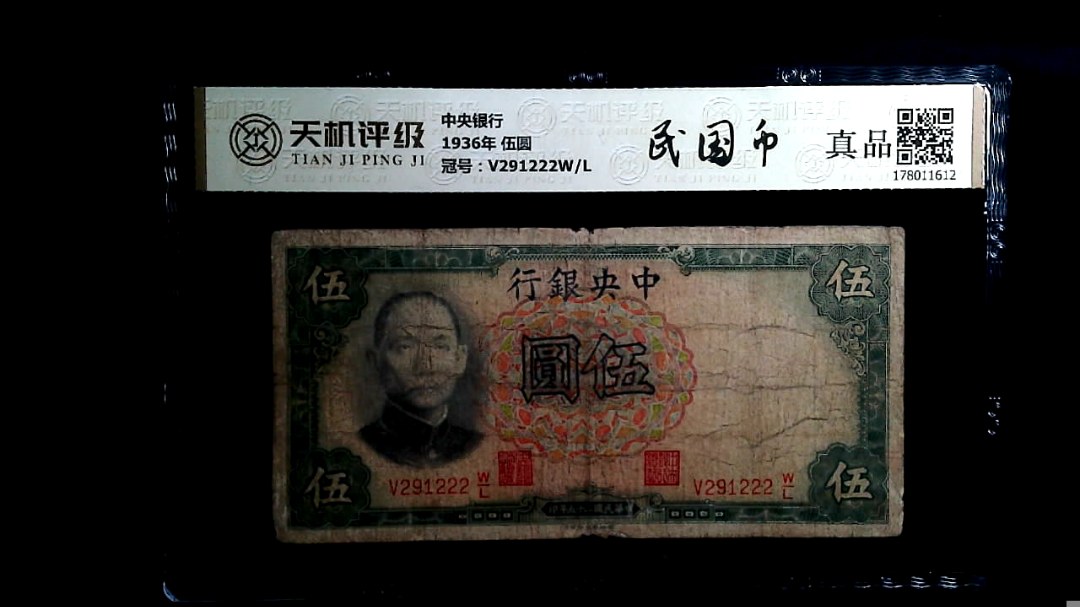 天机评级
TIAN JI PING JI
中央银行
1936年 伍圆
冠号：V291222W/L
民国币
真品
178011612
伍
行銀央中
伍
圓伍
伍
V291222 W/L
V291222 W/L
伍